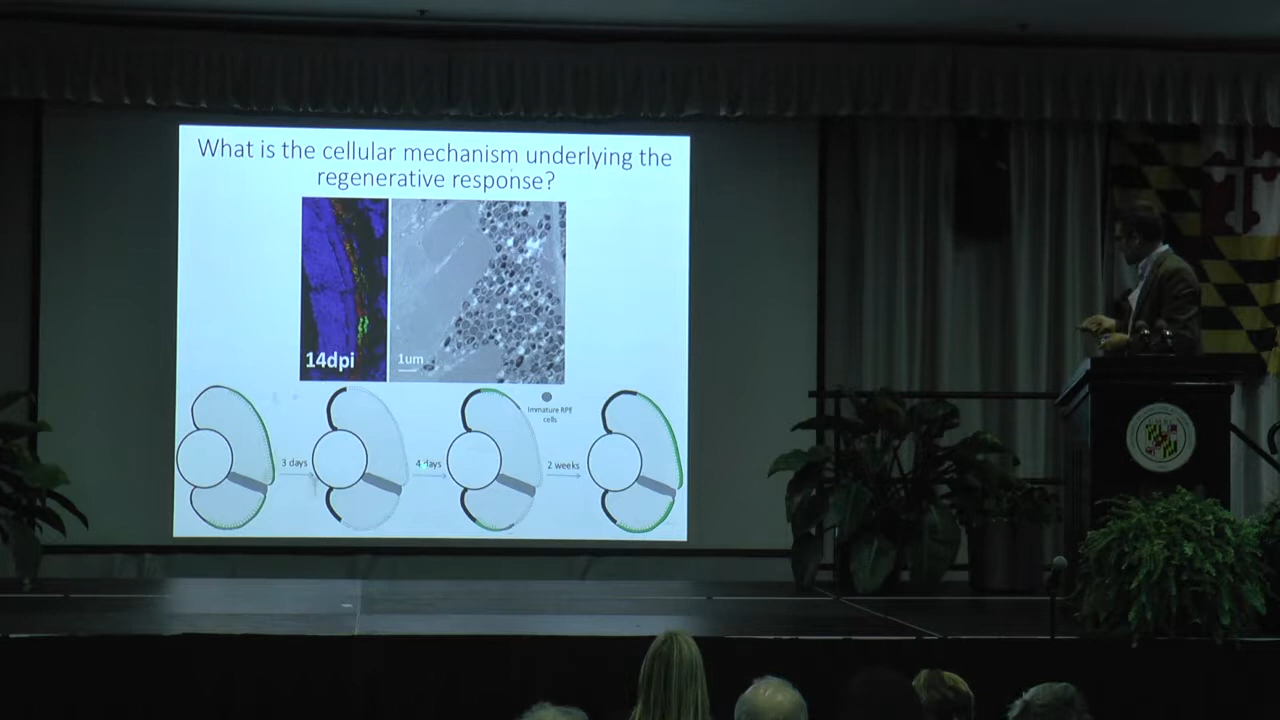 What is the cellular mechanism underlying the
regenerative response?
14dpi
1um
Immature RPE
cells
3 days
4 days
2 weeks